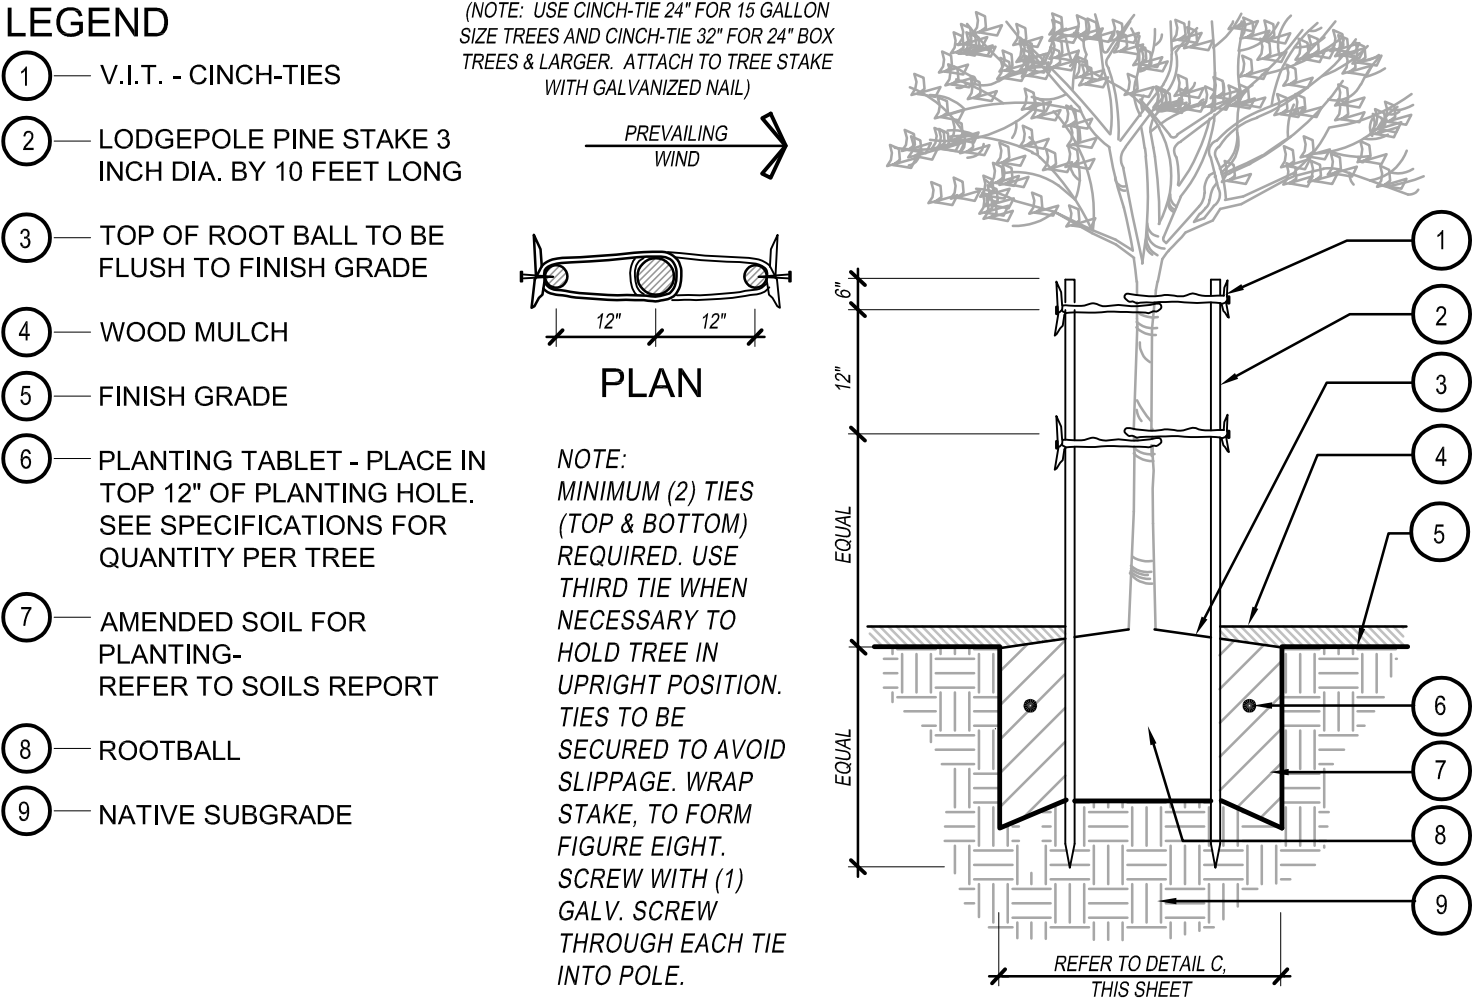 LEGEND
1 V.I.T. - CINCH-TIES
2 LODGEPOLE PINE STAKE 3
INCH DIA. BY 10 FEET LONG
3 TOP OF ROOT BALL TO BE
FLUSH TO FINISH GRADE
4 WOOD MULCH
5 FINISH GRADE
6 PLANTING TABLET - PLACE IN
TOP 12" OF PLANTING HOLE.
SEE SPECIFICATIONS FOR
QUANTITY PER TREE
7 AMENDED SOIL FOR
PLANTING-
REFER TO SOILS REPORT
8 ROOTBALL
9 NATIVE SUBGRADE
(NOTE: USE CINCH-TIE 24" FOR 15 GALLON
SIZE TREES AND CINCH-TIE 32" FOR 24" BOX
TREES & LARGER. ATTACH TO TREE STAKE
WITH GALVANIZED NAIL)
PREVAILING
WIND
12" 12"
PLAN
NOTE:
MINIMUM (2) TIES
(TOP & BOTTOM)
REQUIRED. USE
THIRD TIE WHEN
NECESSARY TO
HOLD TREE IN
UPRIGHT POSITION.
TIES TO BE
SECURED TO AVOID
SLIPPAGE. WRAP
STAKE, TO FORM
FIGURE EIGHT.
SCREW WITH (1)
GALV. SCREW
THROUGH EACH TIE
INTO POLE.
6"
12"
EQUAL
EQUAL
1
2
3
4
5
6
7
8
9
REFER TO DETAIL C,
THIS SHEET